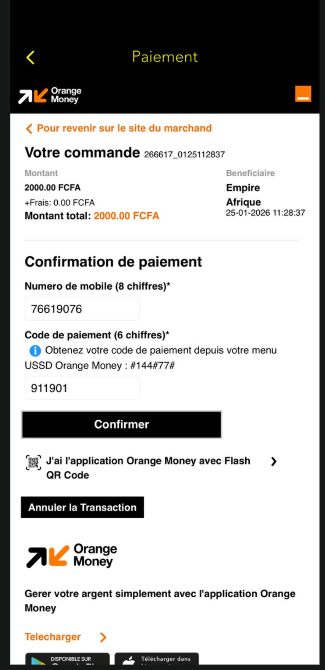 Paiement
Orange
Money
Pour revenir sur le site du marchand
Votre commande 266617_0125112837
Montant Beneficiaire
2000.00 FCFA Empire
+Frais: 0.00 FCFA Afrique
Montant total: 2000.00 FCFA 25-01-2026 11:28:37
Confirmation de paiement
Numero de mobile (8 chiffres)*
76619076
Code de paiement (6 chiffres)*
Obtenez votre code de paiement depuis votre menu
USSD Orange Money : #144#77#
911901
Confirmer
J'ai l'application Orange Money avec Flash
QR Code
Annuler la Transaction
Orange
Money
Gerer votre argent simplement avec l'application Orange
Money
Telecharger
DISPONIBLE SUR Télécharger dans